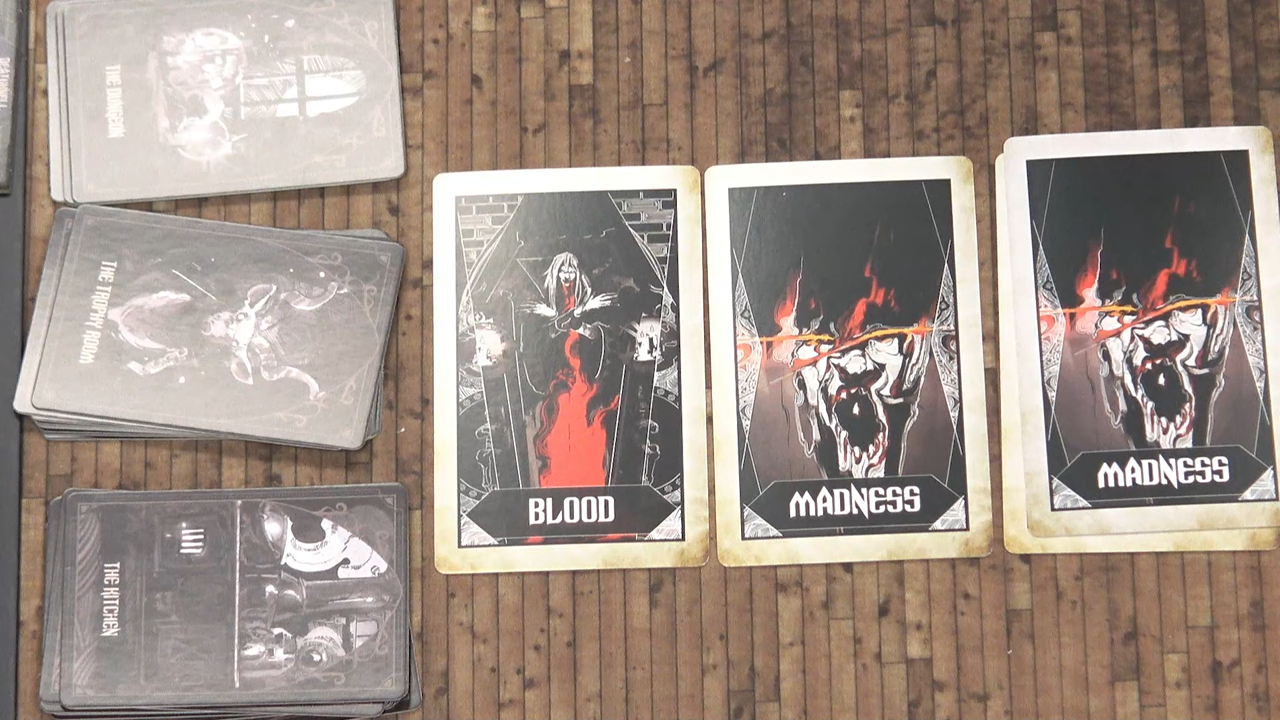 THE DUNGEON
THE TROPHY ROOM
THE KITCHEN
BLOOD
MADNESS
MADNESS